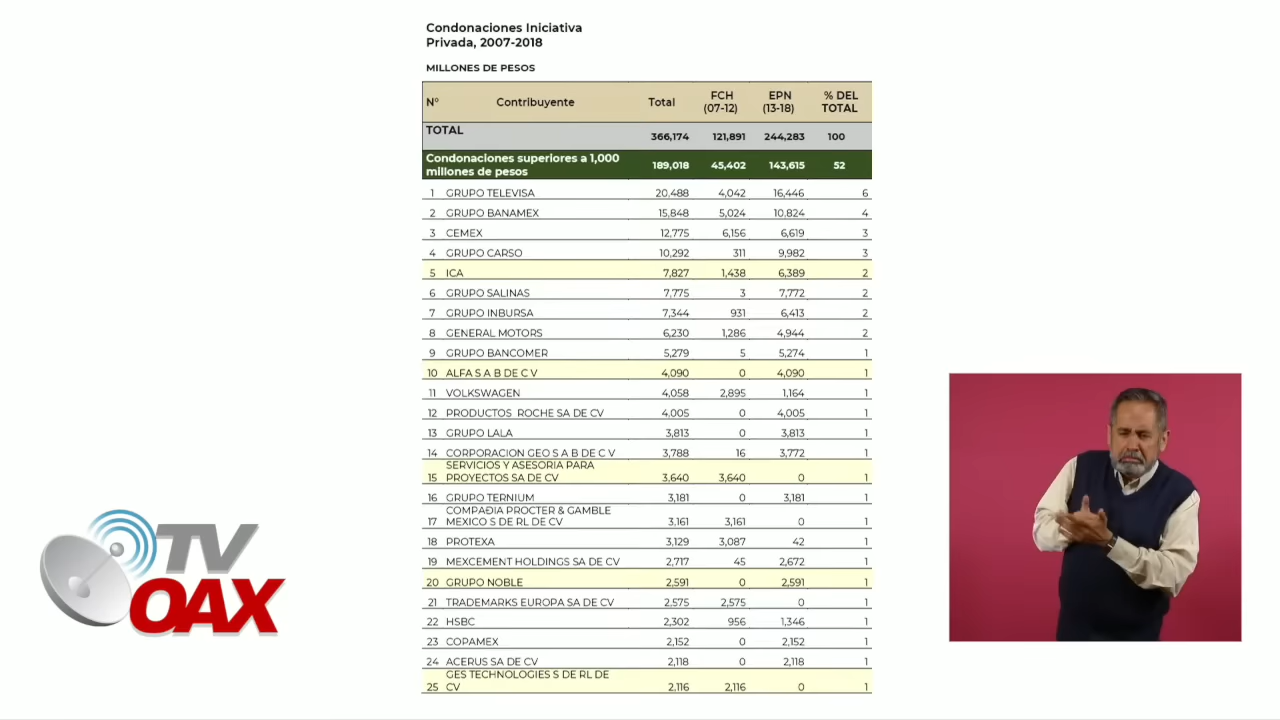 Condonaciones Iniciativa
Privada, 2007-2018
MILLONES DE PESOS
N° Contribuyente Total FCH (07-12) EPN (13-18) % DEL TOTAL
TOTAL 366,174 121,891 244,283 100
Condonaciones superiores a 1,000
millones de pesos 189,018 45,402 143,615 52
1 GRUPO TELEVISA 20,488 4,042 16,446 6
2 GRUPO BANAMEX 15,848 5,024 10,824 4
3 CEMEX 12,775 6,156 6,619 3
4 GRUPO CARSO 10,292 311 9,982 3
5 ICA 7,827 1,438 6,389 2
6 GRUPO SALINAS 7,775 3 7,772 2
7 GRUPO INBURSA 7,344 931 6,413 2
8 GENERAL MOTORS 6,230 1,286 4,944 2
9 GRUPO BANCOMER 5,279 5 5,274 1
10 ALFA S A B DE C V 4,090 0 4,090 1
11 VOLKSWAGEN 4,058 2,895 1,164 1
12 PRODUCTOS ROCHE SA DE CV 4,005 0 4,005 1
13 GRUPO LALA 3,813 0 3,813 1
14 CORPORACION GEO S A B DE C V 3,788 16 3,772 1
SERVICIOS Y ASESORIA PARA
15 PROYECTOS SA DE CV 3,640 3,640 0 1
16 GRUPO TERNIUM 3,181 0 3,181 1
COMPAÐIA PROCTER & GAMBLE
17 MEXICO S DE RL DE CV 3,161 3,161 0 1
18 PROTEXA 3,129 3,087 42 1
19 MEXCEMENT HOLDINGS SA DE CV 2,717 45 2,672 1
20 GRUPO NOBLE 2,591 0 2,591 1
21 TRADEMARKS EUROPA SA DE CV 2,575 2,575 0 1
22 HSBC 2,302 956 1,346 1
23 COPAMEX 2,152 0 2,152 1
24 ACERUS SA DE CV 2,118 0 2,118 1
GES TECHNOLOGIES S DE RL DE
25 CV 2,116 2,116 0 1
TV
OAX